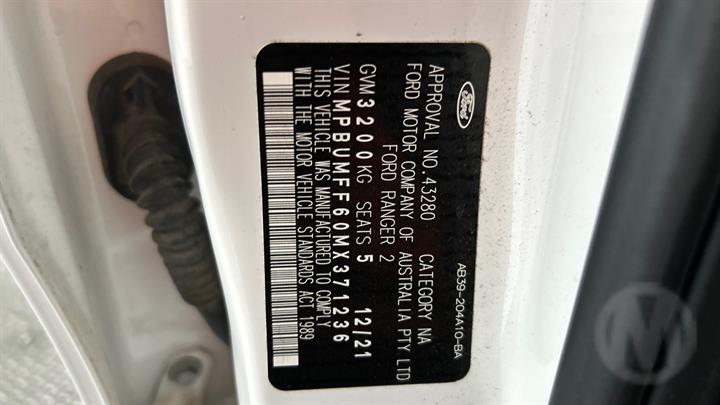 Ford
AB39-204A10-BA
APPROVAL NO.43280 CATEGORY NA
FORD MOTOR COMPANY OF AUSTRALIA PTY LTD
FORD RANGER 2
GVM 3200KG SEATS 5 12/21
VIN MPBUMFF60MX371236
THIS VEHICLE WAS MANUFACTURED TO COMPLY
WITH THE MOTOR VEHICLE STANDARDS ACT 1989
M